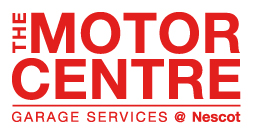 THE MOTOR
CENTRE
GARAGE SERVICES @ Nescot